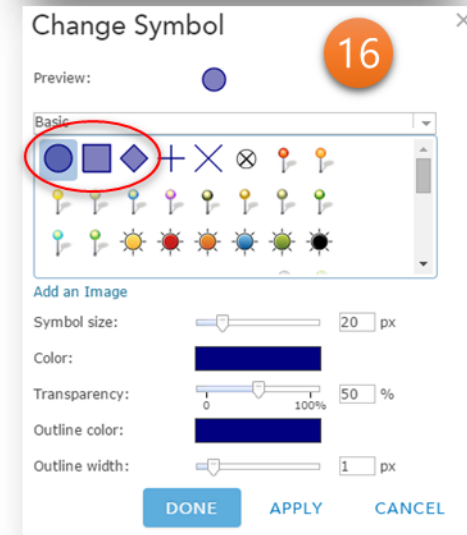 Change Symbol
16
Preview:
Basic
Add an Image
Symbol size: 20 px
Color:
Transparency: 50 %
0 100%
Outline color:
Outline width: 1 px
DONE APPLY CANCEL